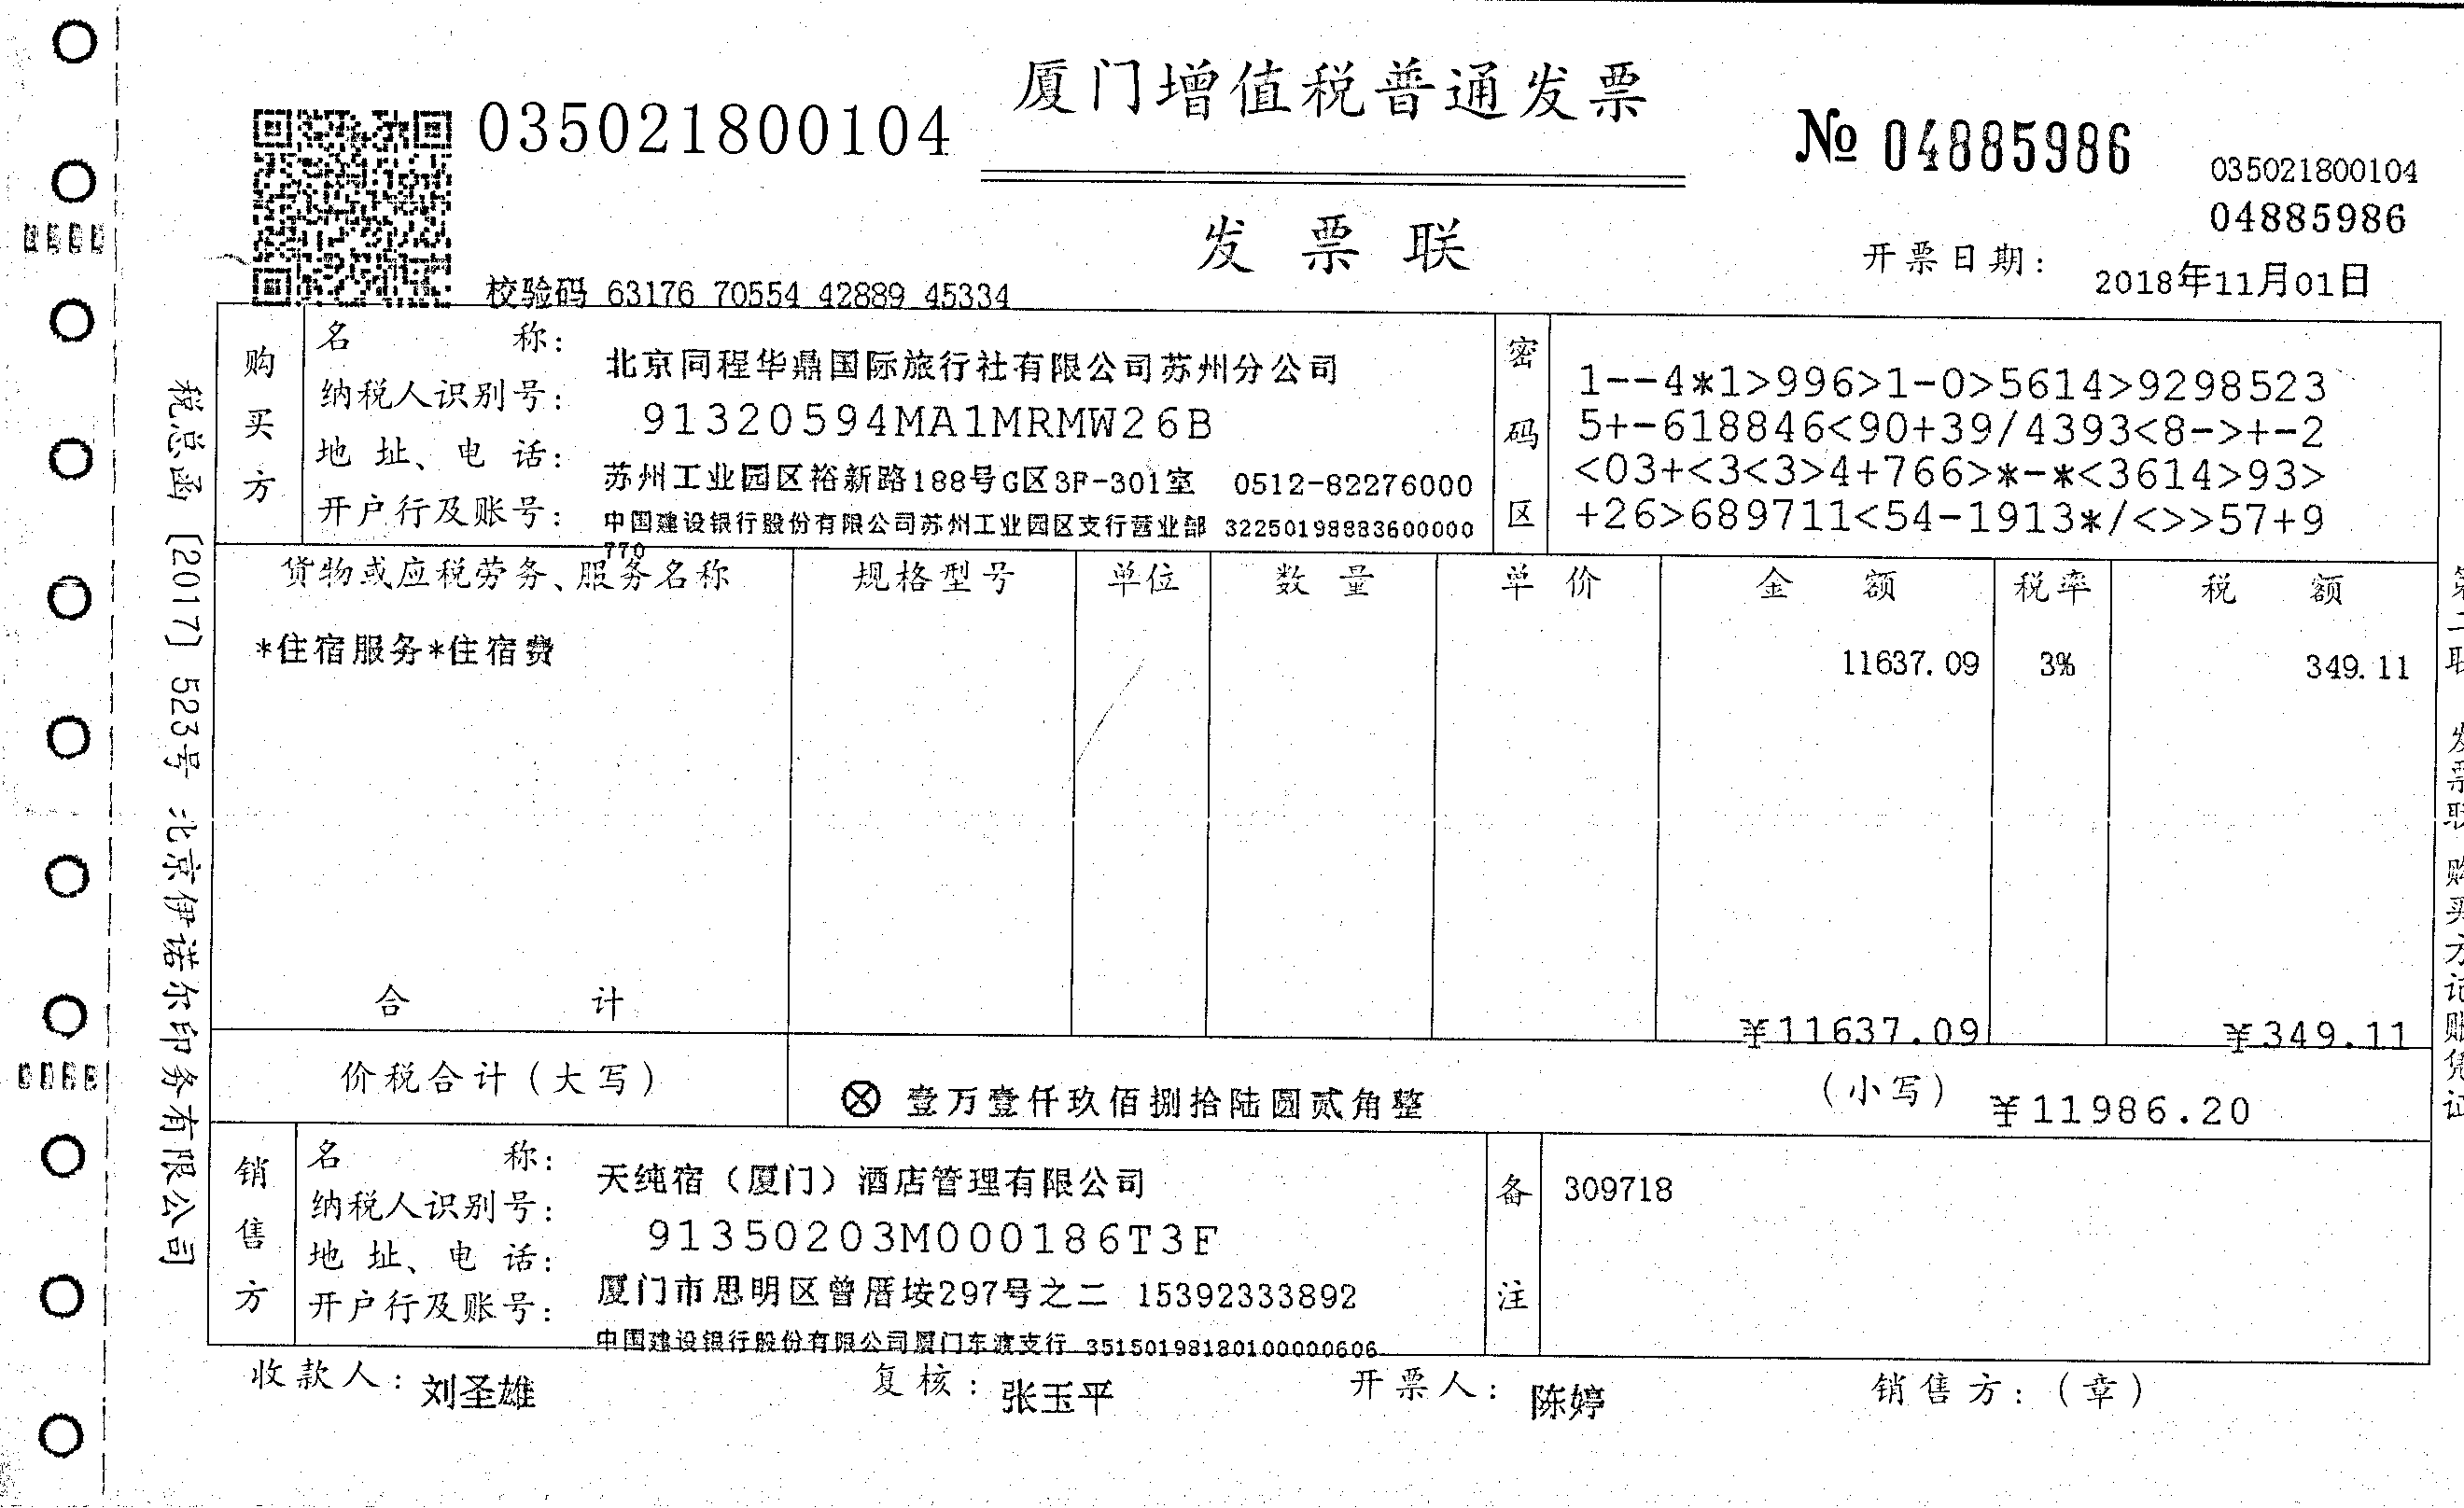 厦门增值税普通发票
035021800104
№ 04885986
035021800104
04885986
发票联
开票日期: 2018年11月01日
校验码 63176 70554 42889 45334
购买方
名称: 北京同程华鼎国际旅行社有限公司苏州分公司
纳税人识别号: 91320594MA1MRMW26B
地址、电话: 苏州工业园区裕新路188号G区3F-301室 0512-82276000
开户行及账号: 中国建设银行股份有限公司苏州工业园区支行营业部 32250198883600000
770
密码区
1--4*1>996>1-0>5614>9298523
5+-618846<90+39/4393<8->+-2
<03+<3<3>4+766>*-*<3614>93>
+26>689711<54-1913*/<>>57+9
货物或应税劳务、服务名称 规格型号 单位 数量 单价 金额 税率 税额
*住宿服务*住宿费 11637.09 3% 349.11
合计 ¥11637.09 ¥349.11
价税合计(大写) ⊗ 壹万壹仟玖佰捌拾陆圆贰角整 (小写) ¥11986.20
销售方
名称: 天纯宿(厦门)酒店管理有限公司
纳税人识别号: 91350203M000186T3F
地址、电话: 厦门市思明区曾厝垵297号之二 15392333892
开户行及账号: 中国建设银行股份有限公司厦门东渡支行 35150198180100000606
备注
309718
收款人: 刘圣雄 复核: 张玉平 开票人: 陈婷 销售方:(章)
税总函〔2017〕523号 北京伊诺尔印务有限公司
第二联 发票联 购买方记账凭证